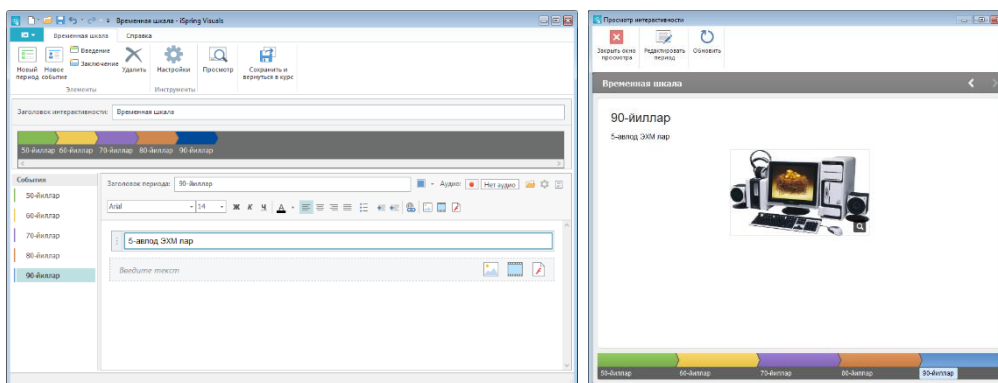 Временная шкала - iSpring Visuals
Временная шкала Справка
Новый период
Новое событие
Введение
Заключение
Удалить
Настройки
Просмотр
Сохранить и вернуться в курс
Элементы
Инструменты
Заголовок интерактивности: Временная шкала
50-йиллар 60-йиллар 70-йиллар 80-йиллар 90-йиллар
События
50-йиллар
60-йиллар
70-йиллар
80-йиллар
90-йиллар
Заголовок периода: 90-йиллар
Аудио: Нет аудио
Arial 14 Ж К Ч А
5-авлод ЭХМ лар
Введите текст
Просмотр интерактивности
Закрыть окно просмотра
Редактировать период
Обновить
Временная шкала
90-йиллар
5-авлод ЭХМ лар
50-йиллар 60-йиллар 70-йиллар 80-йиллар 90-йиллар